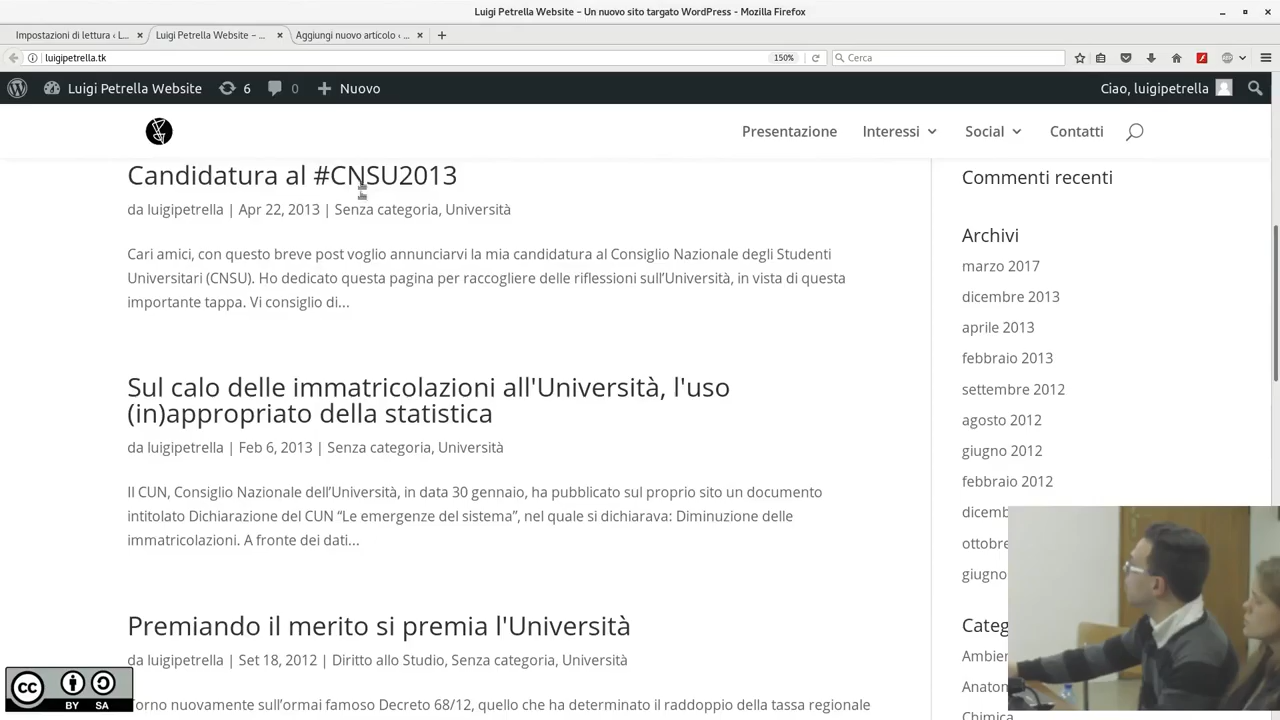 Luigi Petrella Website – Un nuovo sito targato WordPress - Mozilla Firefox
Impostazioni di lettura ‹ L...
Luigi Petrella Website – ...
Aggiungi nuovo articolo ‹ ...
luigipetrella.tk
150%
Cerca
Luigi Petrella Website
6
0
Nuovo
Ciao, luigipetrella
Presentazione
Interessi
Social
Contatti
Candidatura al #CNSU2013
da luigipetrella | Apr 22, 2013 | Senza categoria, Università
Cari amici, con questo breve post voglio annunciarvi la mia candidatura al Consiglio Nazionale degli Studenti
Universitari (CNSU). Ho dedicato questa pagina per raccogliere delle riflessioni sull'Università, in vista di questa
importante tappa. Vi consiglio di...
Sul calo delle immatricolazioni all'Università, l'uso
(in)appropriato della statistica
da luigipetrella | Feb 6, 2013 | Senza categoria, Università
Il CUN, Consiglio Nazionale dell'Università, in data 30 gennaio, ha pubblicato sul proprio sito un documento
intitolato Dichiarazione del CUN "Le emergenze del sistema", nel quale si dichiarava: Diminuzione delle
immatricolazioni. A fronte dei dati...
Premiando il merito si premia l'Università
da luigipetrella | Set 18, 2012 | Diritto allo Studio, Senza categoria, Università
orno nuovamente sull'ormai famoso Decreto 68/12, quello che ha determinato il raddoppio della tassa regionale
Commenti recenti
Archivi
marzo 2017
dicembre 2013
aprile 2013
febbraio 2013
settembre 2012
agosto 2012
giugno 2012
febbraio 2012
dicemb
ottobre
giugno
Categ
Ambien
Anaton
Chimica
cc
BY SA